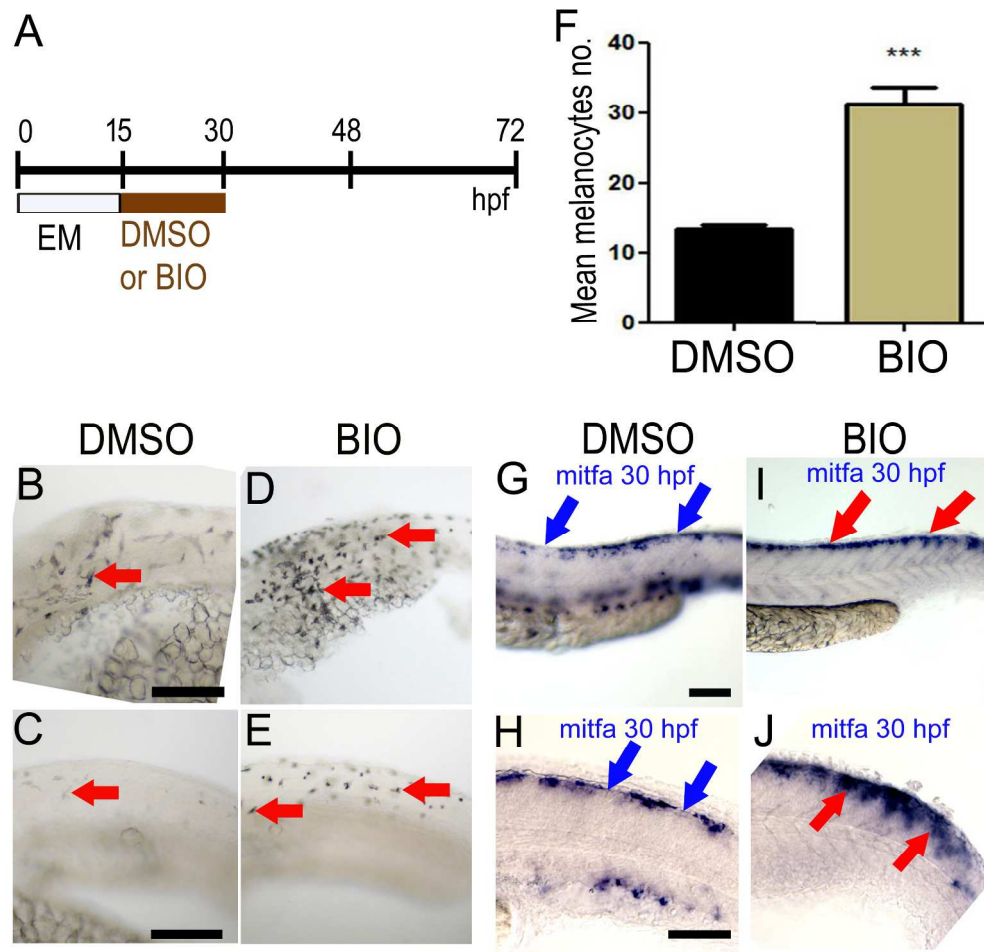 A
0 15 30 48 72
hpf
EM
DMSO
or BIO
F
Mean melanocytes no.
40
30
20
10
0
***
DMSO BIO
DMSO BIO
B
D
C
E
DMSO BIO
G mitfa 30 hpf
mitfa 30 hpf I
H mitfa 30 hpf
mitfa 30 hpf J